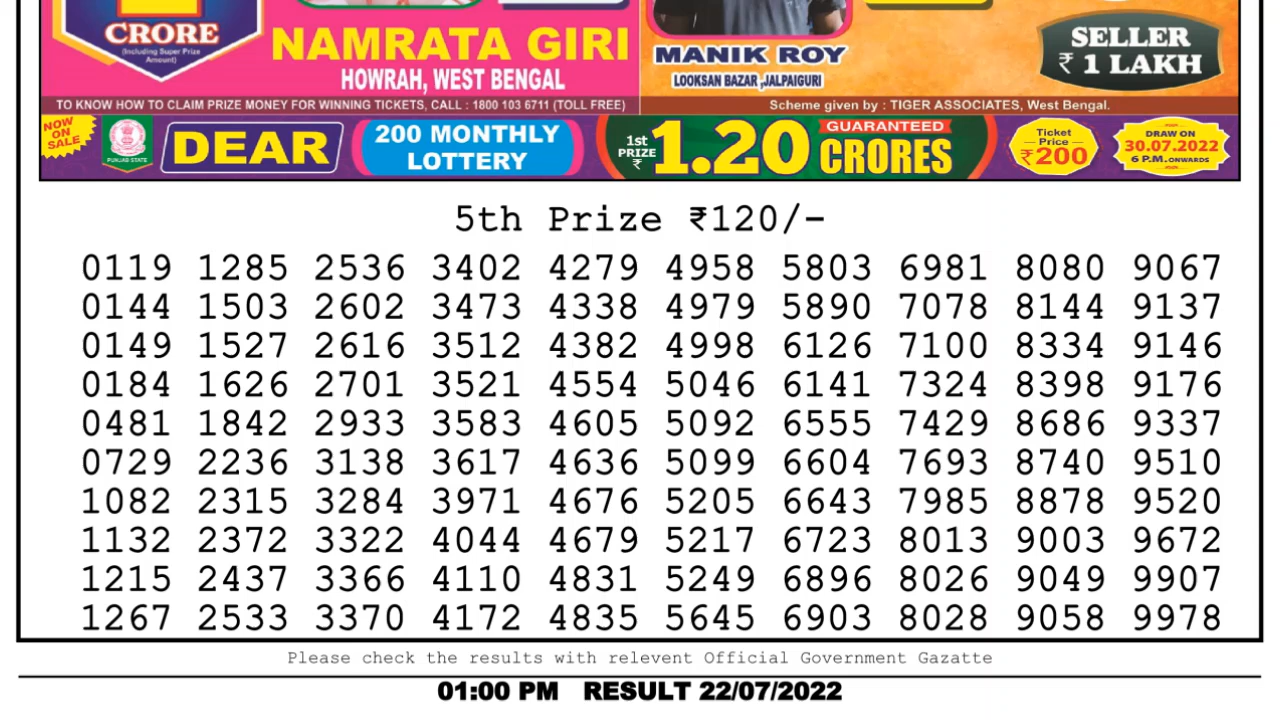 CRORE
(Including Super Prize
Amount)
NAMRATA GIRI
HOWRAH, WEST BENGAL
MANIK ROY
LOOKSAN BAZAR ,JALPAIGURI
SELLER
₹ 1 LAKH
TO KNOW HOW TO CLAIM PRIZE MONEY FOR WINNING TICKETS, CALL : 1800 103 6711 (TOLL FREE)
Scheme given by : TIGER ASSOCIATES, West Bengal.
NOW
ON
SALE
PUNJAB STATE
DEAR
200 MONTHLY
LOTTERY
1st
PRIZE
₹
1.20
GUARANTEED
CRORES
Ticket
Price
₹200
DRAW ON
30.07.2022
6 P.M. ONWARDS
5th Prize ₹120/-
0119 1285 2536 3402 4279 4958 5803 6981 8080 9067
0144 1503 2602 3473 4338 4979 5890 7078 8144 9137
0149 1527 2616 3512 4382 4998 6126 7100 8334 9146
0184 1626 2701 3521 4554 5046 6141 7324 8398 9176
0481 1842 2933 3583 4605 5092 6555 7429 8686 9337
0729 2236 3138 3617 4636 5099 6604 7693 8740 9510
1082 2315 3284 3971 4676 5205 6643 7985 8878 9520
1132 2372 3322 4044 4679 5217 6723 8013 9003 9672
1215 2437 3366 4110 4831 5249 6896 8026 9049 9907
1267 2533 3370 4172 4835 5645 6903 8028 9058 9978
Please check the results with relevent Official Government Gazatte
01:00 PM RESULT 22/07/2022